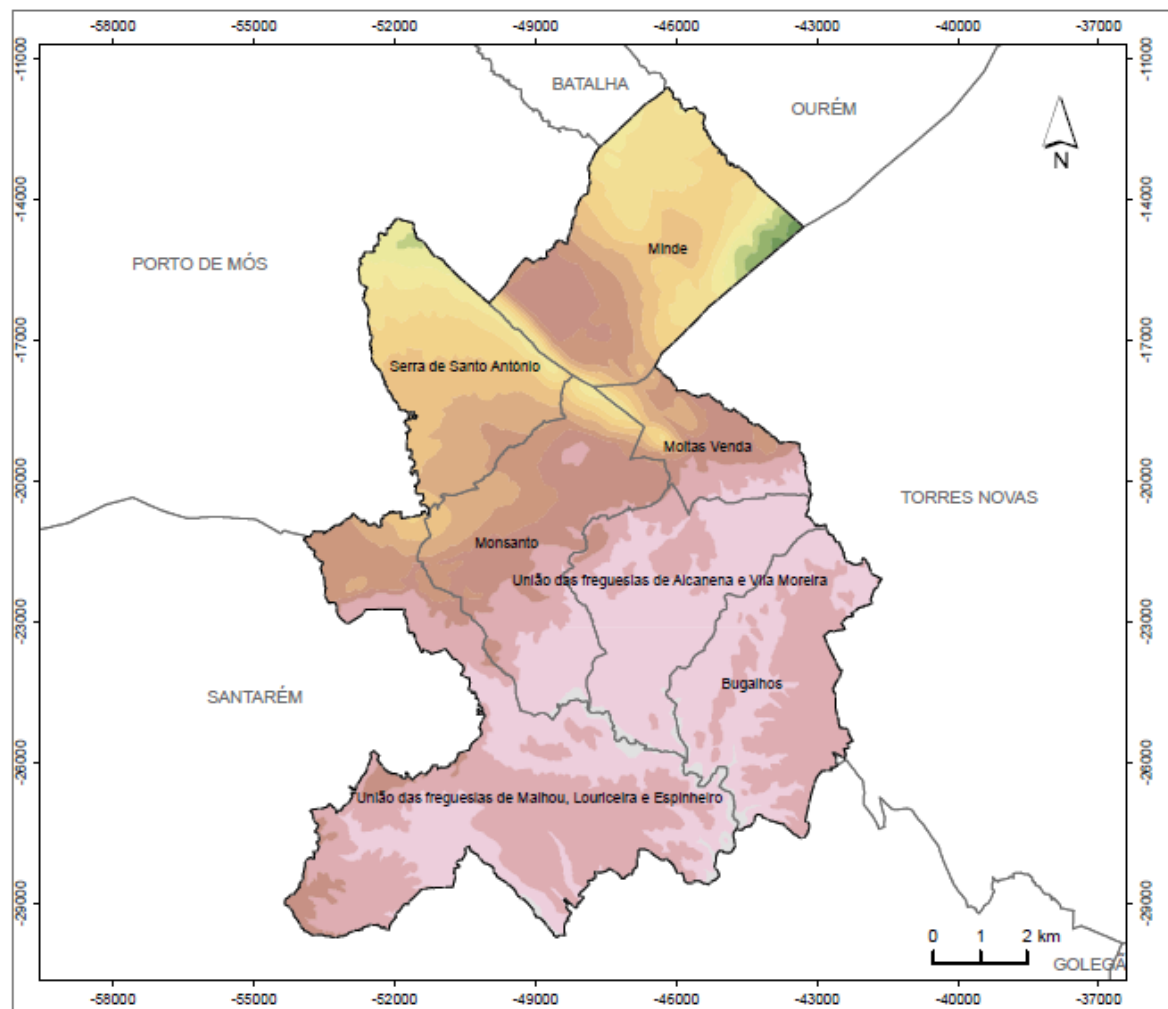 -58000 -55000 -52000 -49000 -46000 -43000 -40000 -37000
-11000 -11000
BATALHA
OURÉM
N
-14000 -14000
Minde
PORTO DE MÓS
-17000 -17000
Serra de Santo António
Moitas Venda
-20000 -20000
TORRES NOVAS
Monsanto
União das freguesias de Alcanena e Vila Moreira
-23000 -23000
Bugalhos
SANTARÉM
-26000 -26000
União das freguesias de Malhou, Louriceira e Espinheiro
-29000 -29000
0 1 2 km
GOLEGÃ
-58000 -55000 -52000 -49000 -46000 -43000 -40000 -37000